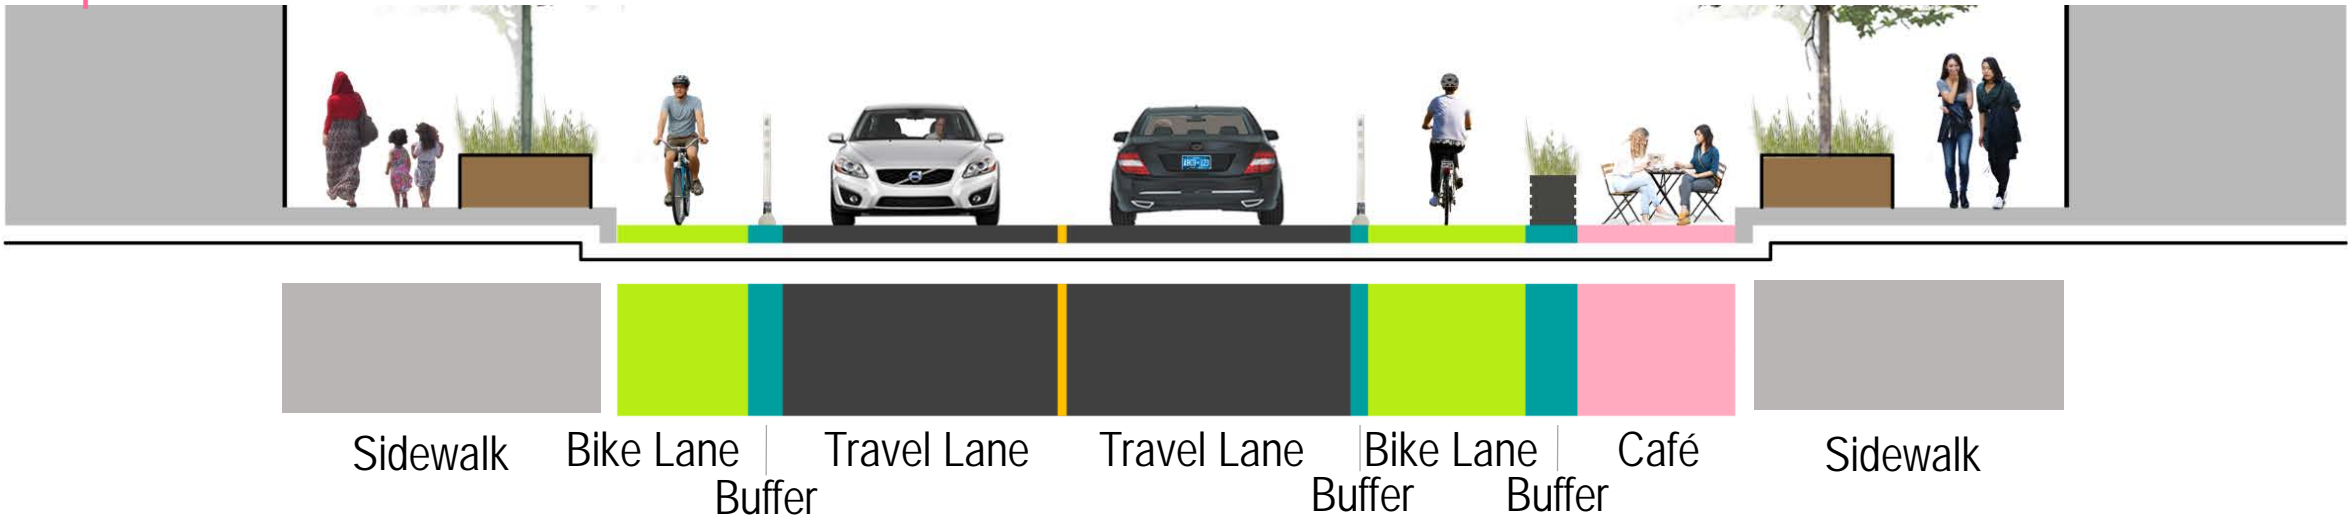 Sidewalk
Bike Lane
Buffer
Travel Lane
Travel Lane
Buffer
Bike Lane
Buffer
Café
Sidewalk